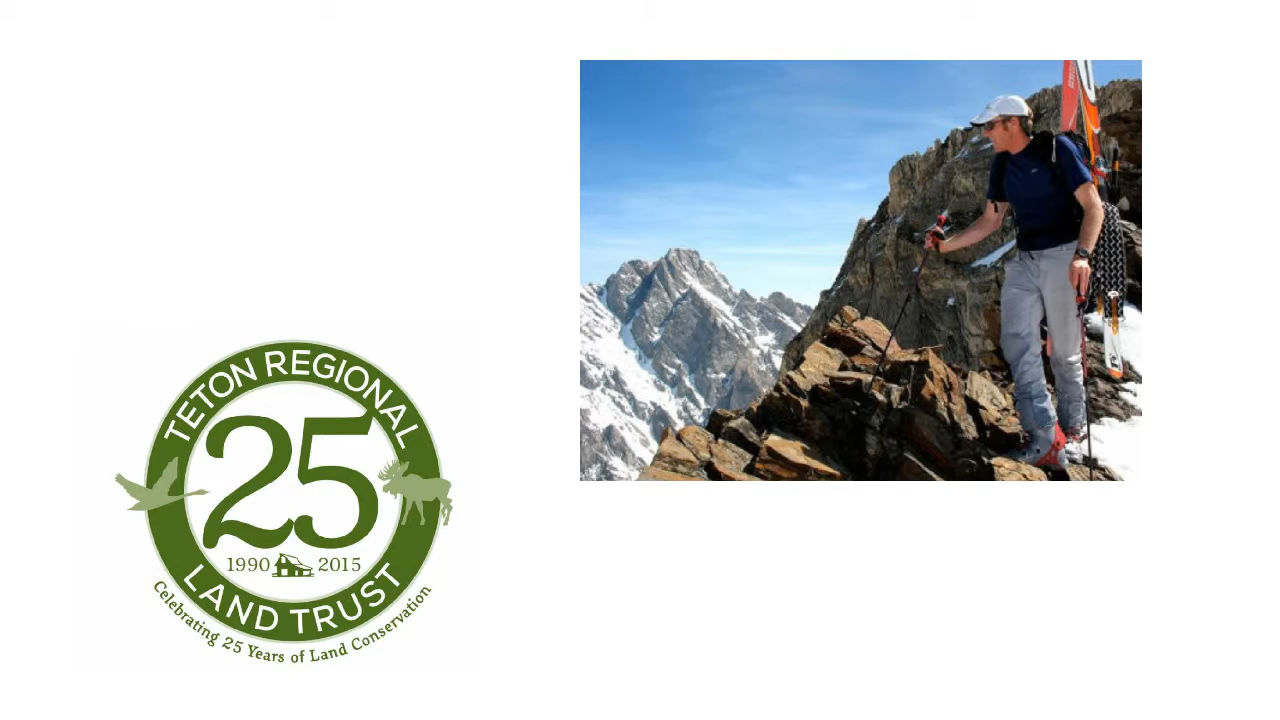 TETON REGIONAL
25
1990 2015
LAND TRUST
Celebrating 25 Years of Land Conservation